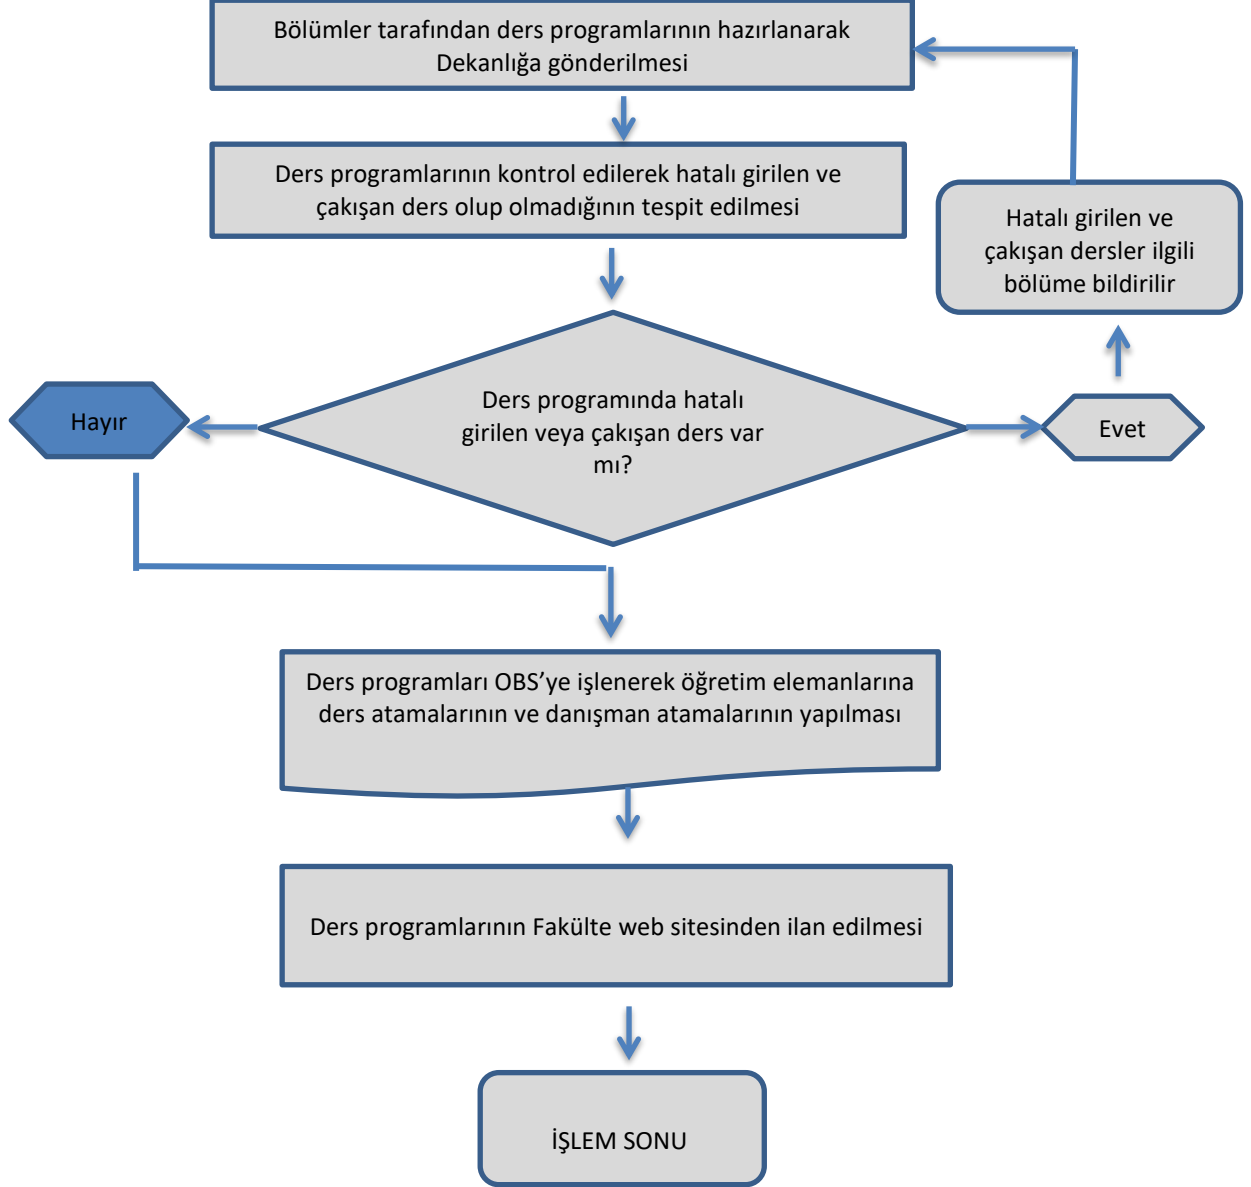 Bölümler tarafından ders programlarının hazırlanarak
Dekanlığa gönderilmesi
Ders programlarının kontrol edilerek hatalı girilen ve
çakışan ders olup olmadığının tespit edilmesi
Hatalı girilen ve
çakışan dersler ilgili
bölüme bildirilir
Ders programında hatalı
girilen veya çakışan ders var
mı?
Hayır
Evet
Ders programları OBS’ye işlenerek öğretim elemanlarına
ders atamalarının ve danışman atamalarının yapılması
Ders programlarının Fakülte web sitesinden ilan edilmesi
İŞLEM SONU